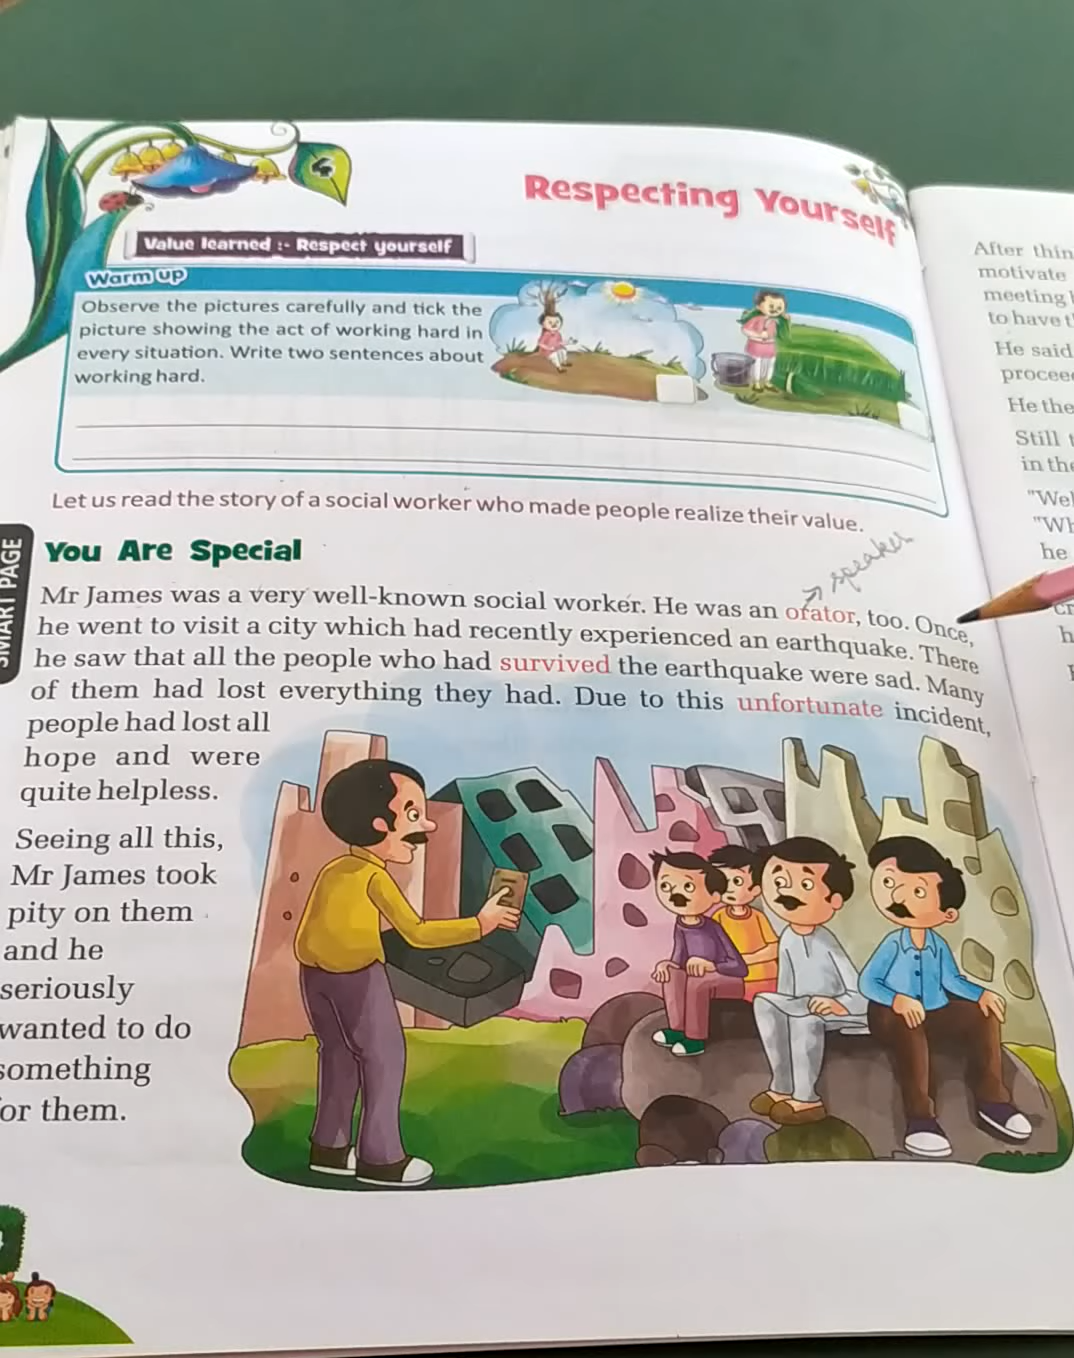 4
Respecting Yourself
Value learned :- Respect yourself
Warm up
Observe the pictures carefully and tick the
picture showing the act of working hard in
every situation. Write two sentences about
working hard.
Let us read the story of a social worker who made people realize their value.
SMART PAGE
You Are Special
speaker
Mr James was a very well-known social worker. He was an orator, too. Once,
he went to visit a city which had recently experienced an earthquake. There
he saw that all the people who had survived the earthquake were sad. Many
of them had lost everything they had. Due to this unfortunate incident,
people had lost all
hope and were
quite helpless.
Seeing all this,
Mr James took
pity on them
and he
seriously
wanted to do
something
or them.
After thin
motivate
meeting
to have t
He said
procee
He the
Still
in the
"Wel
"Wh
he